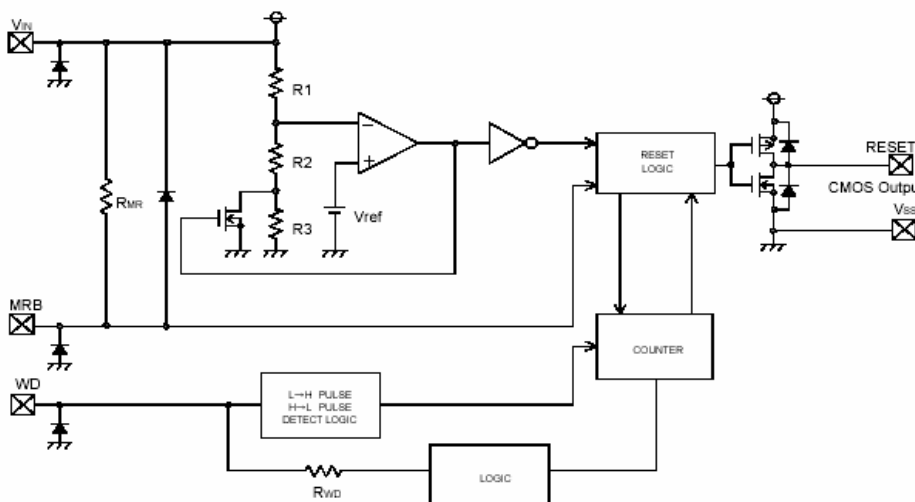 VIN
R1
R2
R3
RMR
Vref
−
+
RESET
LOGIC
RESET
CMOS Output
VSS
MRB
COUNTER
WD
L→H PULSE
H→L PULSE
DETECT LOGIC
RWD
LOGIC